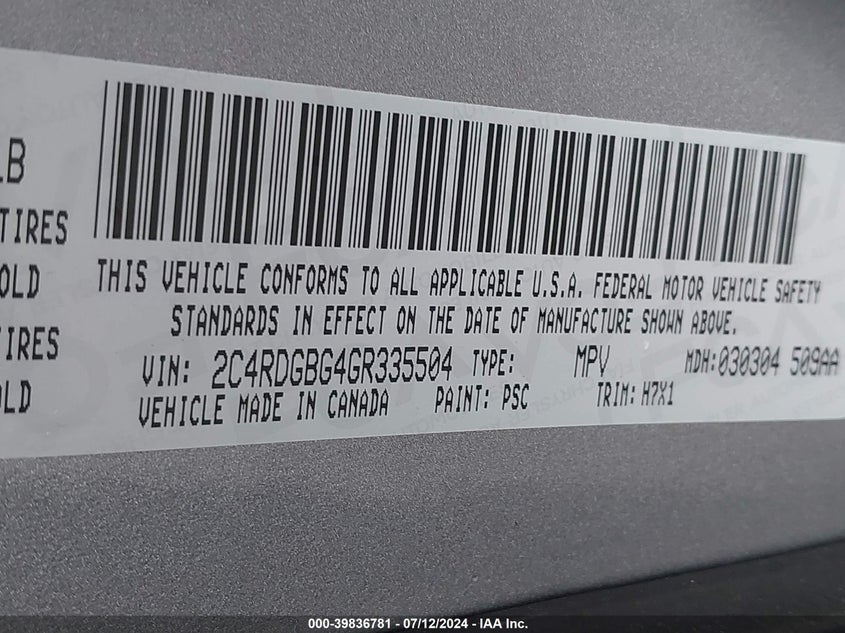 LB
TIRES
OLD
TIRES
OLD
THIS VEHICLE CONFORMS TO ALL APPLICABLE U.S.A. FEDERAL MOTOR VEHICLE SAFETY
STANDARDS IN EFFECT ON THE DATE OF MANUFACTURE SHOWN ABOVE.
VIN: 2C4RDGBG4GR335504 TYPE: MPV MDH:030304 509AA
VEHICLE MADE IN CANADA PAINT: PSC TRIM: H7X1
000-39836781 - 07/12/2024 - IAA Inc.